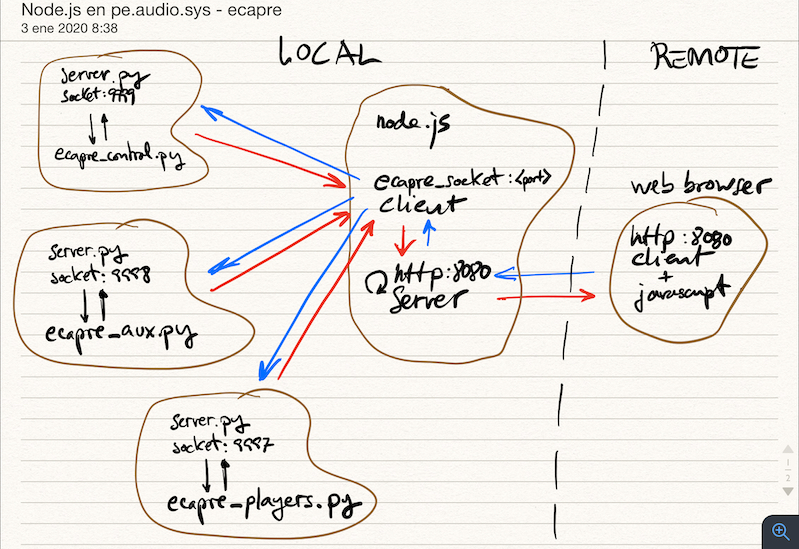 Node.js en pe.audio.sys - ecapre
3 ene 2020 8:38
LOCAL
REMOTE
server.py
socket:9999
ecapre_control.py
node.js
ecapre_socket:<port>
client
http:8080
Server
web browser
http:8080
client
+
javascript
Server.py
socket:9998
ecapre_aux.py
Server.py
socket:9997
ecapre_players.py
1
2